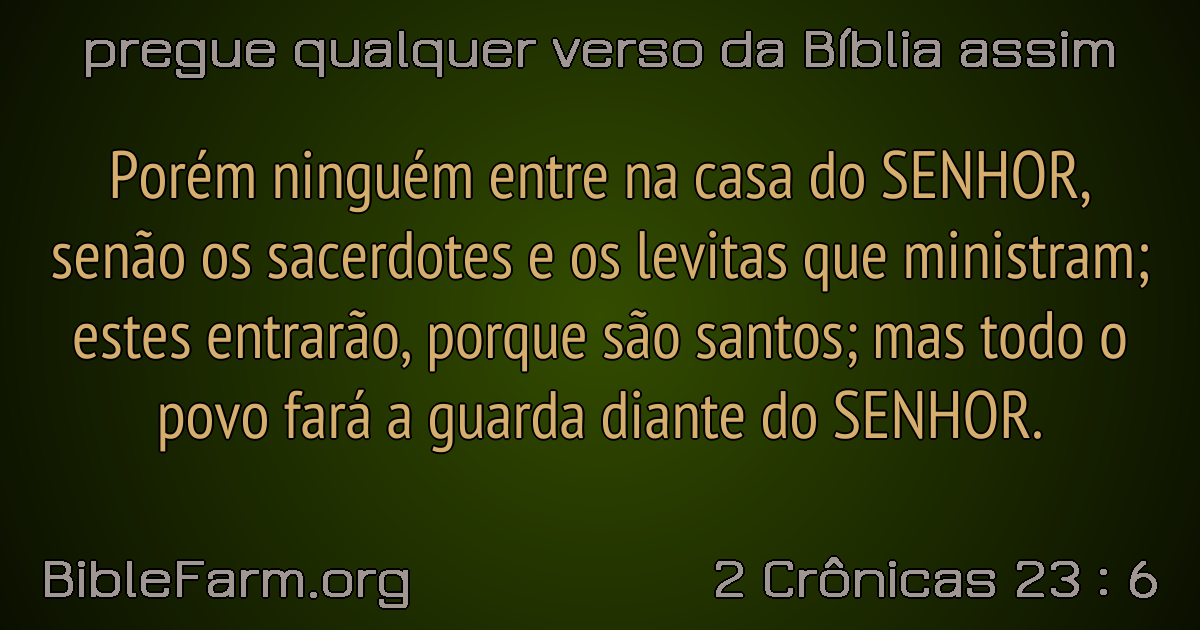 pregue qualquer verso da Bíblia assim
Porém ninguém entre na casa do SENHOR,
senão os sacerdotes e os levitas que ministram;
estes entrarão, porque são santos; mas todo o
povo fará a guarda diante do SENHOR.
BibleFarm.org
2 Crônicas 23 : 6